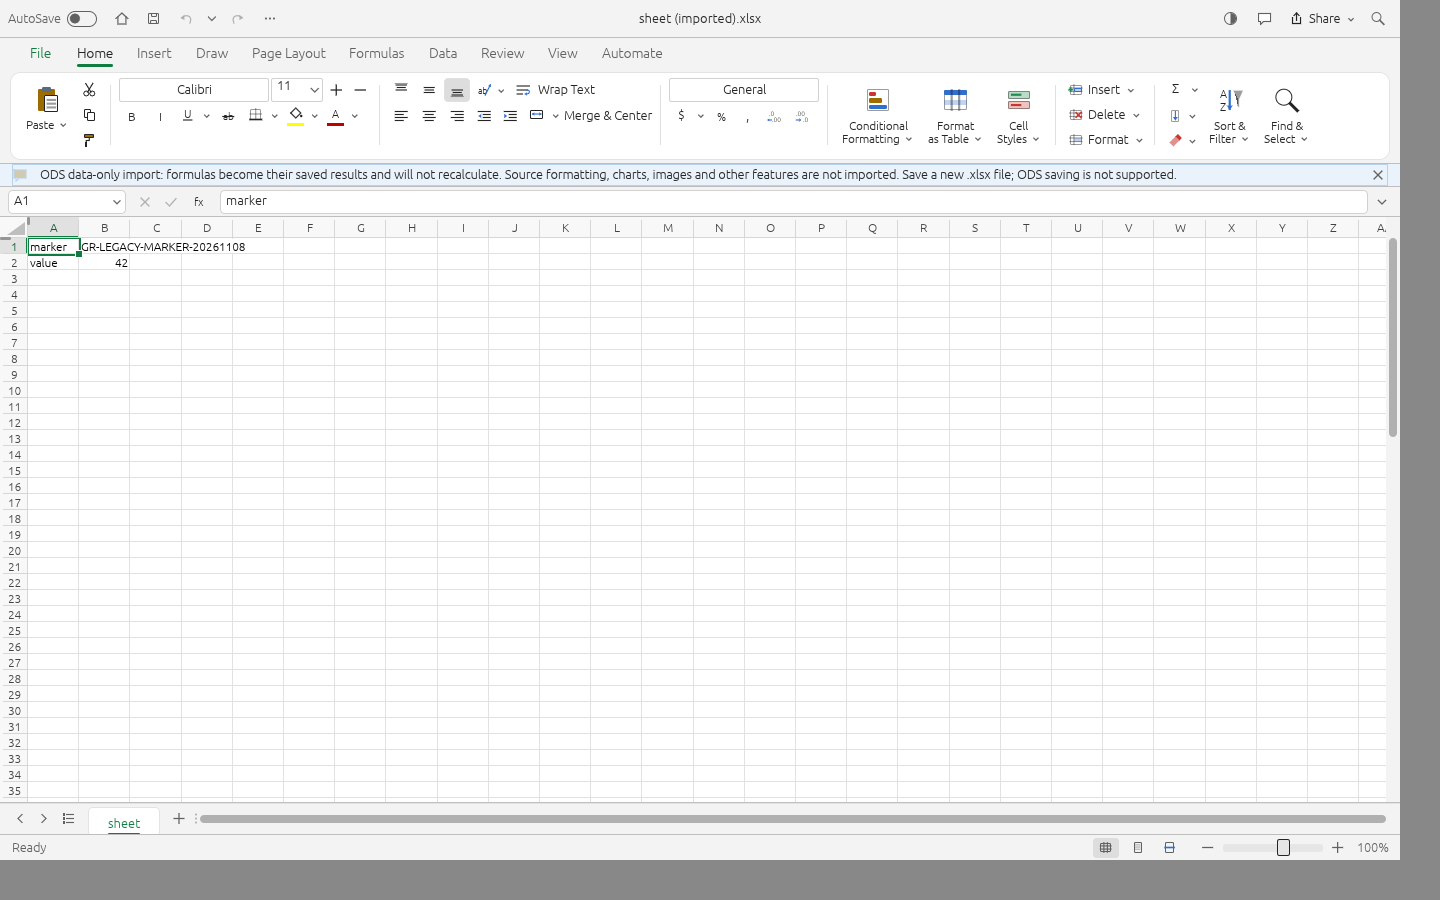 AutoSave
sheet (imported).xlsx
Share
File Home Insert Draw Page Layout Formulas Data Review View Automate
Paste
Calibri 11
B I U ab A
ab Wrap Text
Merge & Center
General
$ % , .0 .00 .00 .0
Conditional Formatting
Format as Table
Cell Styles
Insert
Delete
Format
Σ
A Z
Sort & Filter
Find & Select
ODS data-only import: formulas become their saved results and will not recalculate. Source formatting, charts, images and other features are not imported. Save a new .xlsx file; ODS saving is not supported.
A1 fx marker
A B C D E F G H I J K L M N O P Q R S T U V W X Y Z
1 marker GR-LEGACY-MARKER-20261108
2 value 42
3
4
5
6
7
8
9
10
11
12
13
14
15
16
17
18
19
20
21
22
23
24
25
26
27
28
29
30
31
32
33
34
35
sheet
Ready 100%